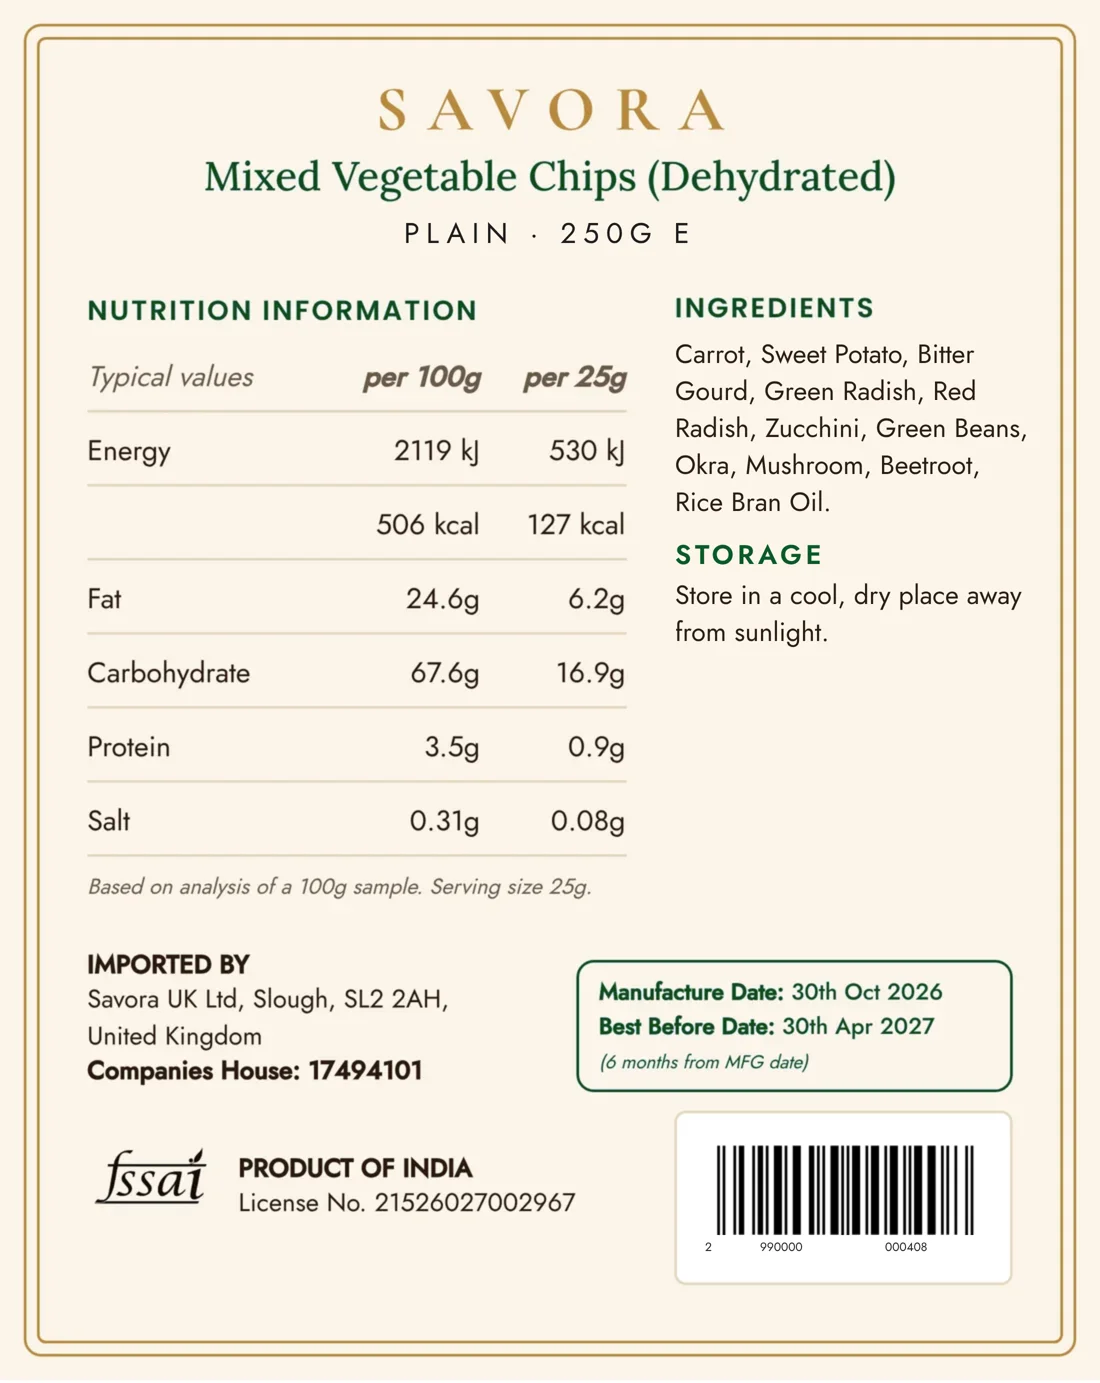 SAVORA
Mixed Vegetable Chips (Dehydrated)
PLAIN · 250G E
NUTRITION INFORMATION
Typical values per 100g per 25g
Energy 2119 kJ 530 kJ
506 kcal 127 kcal
Fat 24.6g 6.2g
Carbohydrate 67.6g 16.9g
Protein 3.5g 0.9g
Salt 0.31g 0.08g
Based on analysis of a 100g sample. Serving size 25g.
INGREDIENTS
Carrot, Sweet Potato, Bitter
Gourd, Green Radish, Red
Radish, Zucchini, Green Beans,
Okra, Mushroom, Beetroot,
Rice Bran Oil.
STORAGE
Store in a cool, dry place away
from sunlight.
IMPORTED BY
Savora UK Ltd, Slough, SL2 2AH,
United Kingdom
Companies House: 17494101
Manufacture Date: 30th Oct 2026
Best Before Date: 30th Apr 2027
(6 months from MFG date)
fssai
PRODUCT OF INDIA
License No. 21526027002967
2 990000 000408